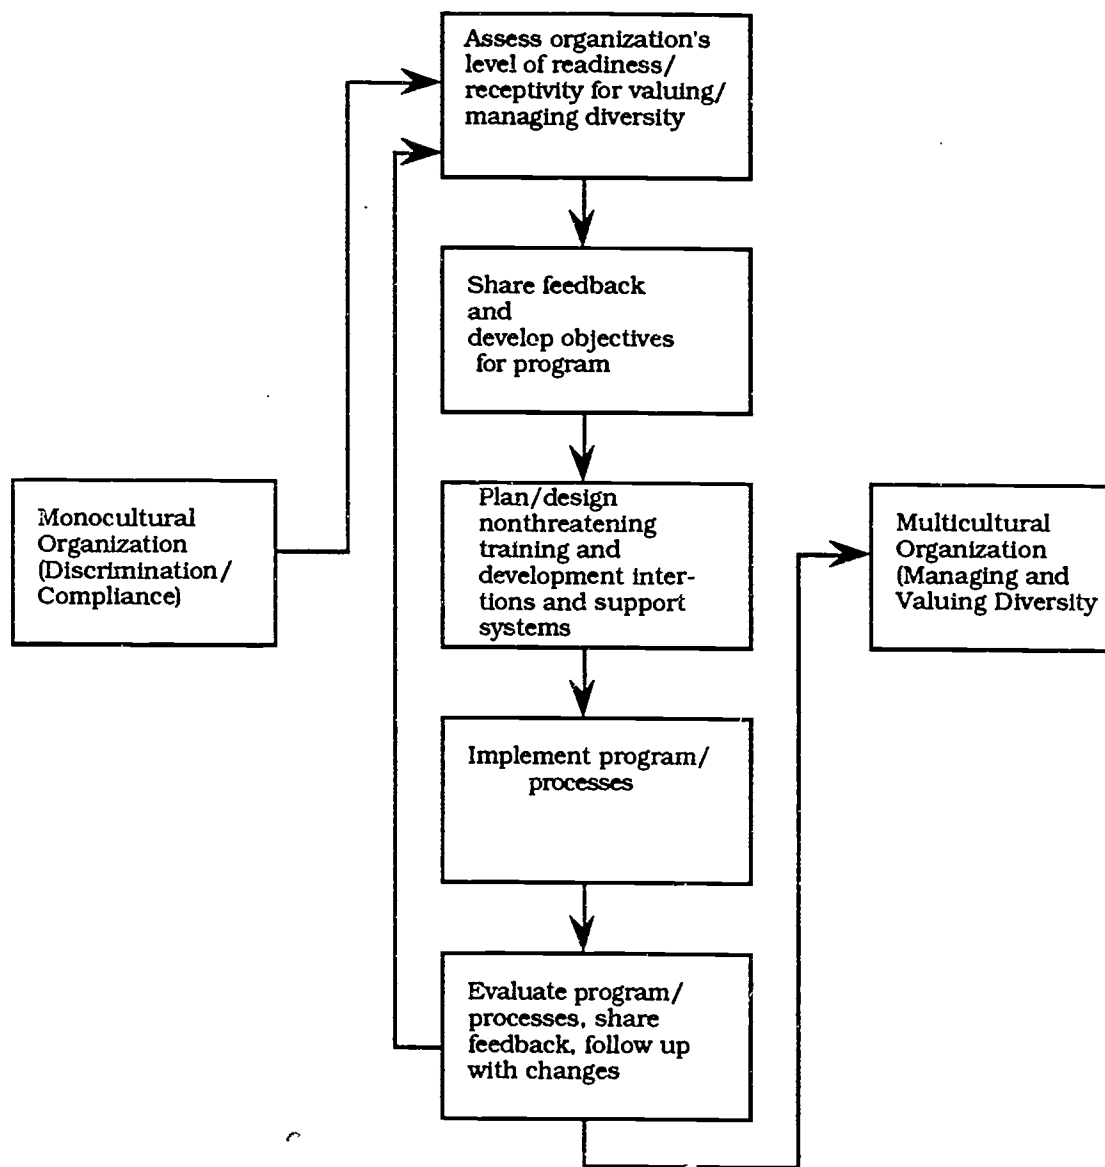 Assess organization's
level of readiness/
receptivity for valuing/
managing diversity
Share feedback
and
develop objectives
for program
Monocultural
Organization
(Discrimination/
Compliance)
Plan/design
nonthreatening
training and
development inter-
tions and support
systems
Multicultural
Organization
(Managing and
Valuing Diversity
Implement program/
processes
Evaluate program/
processes, share
feedback, follow up
with changes